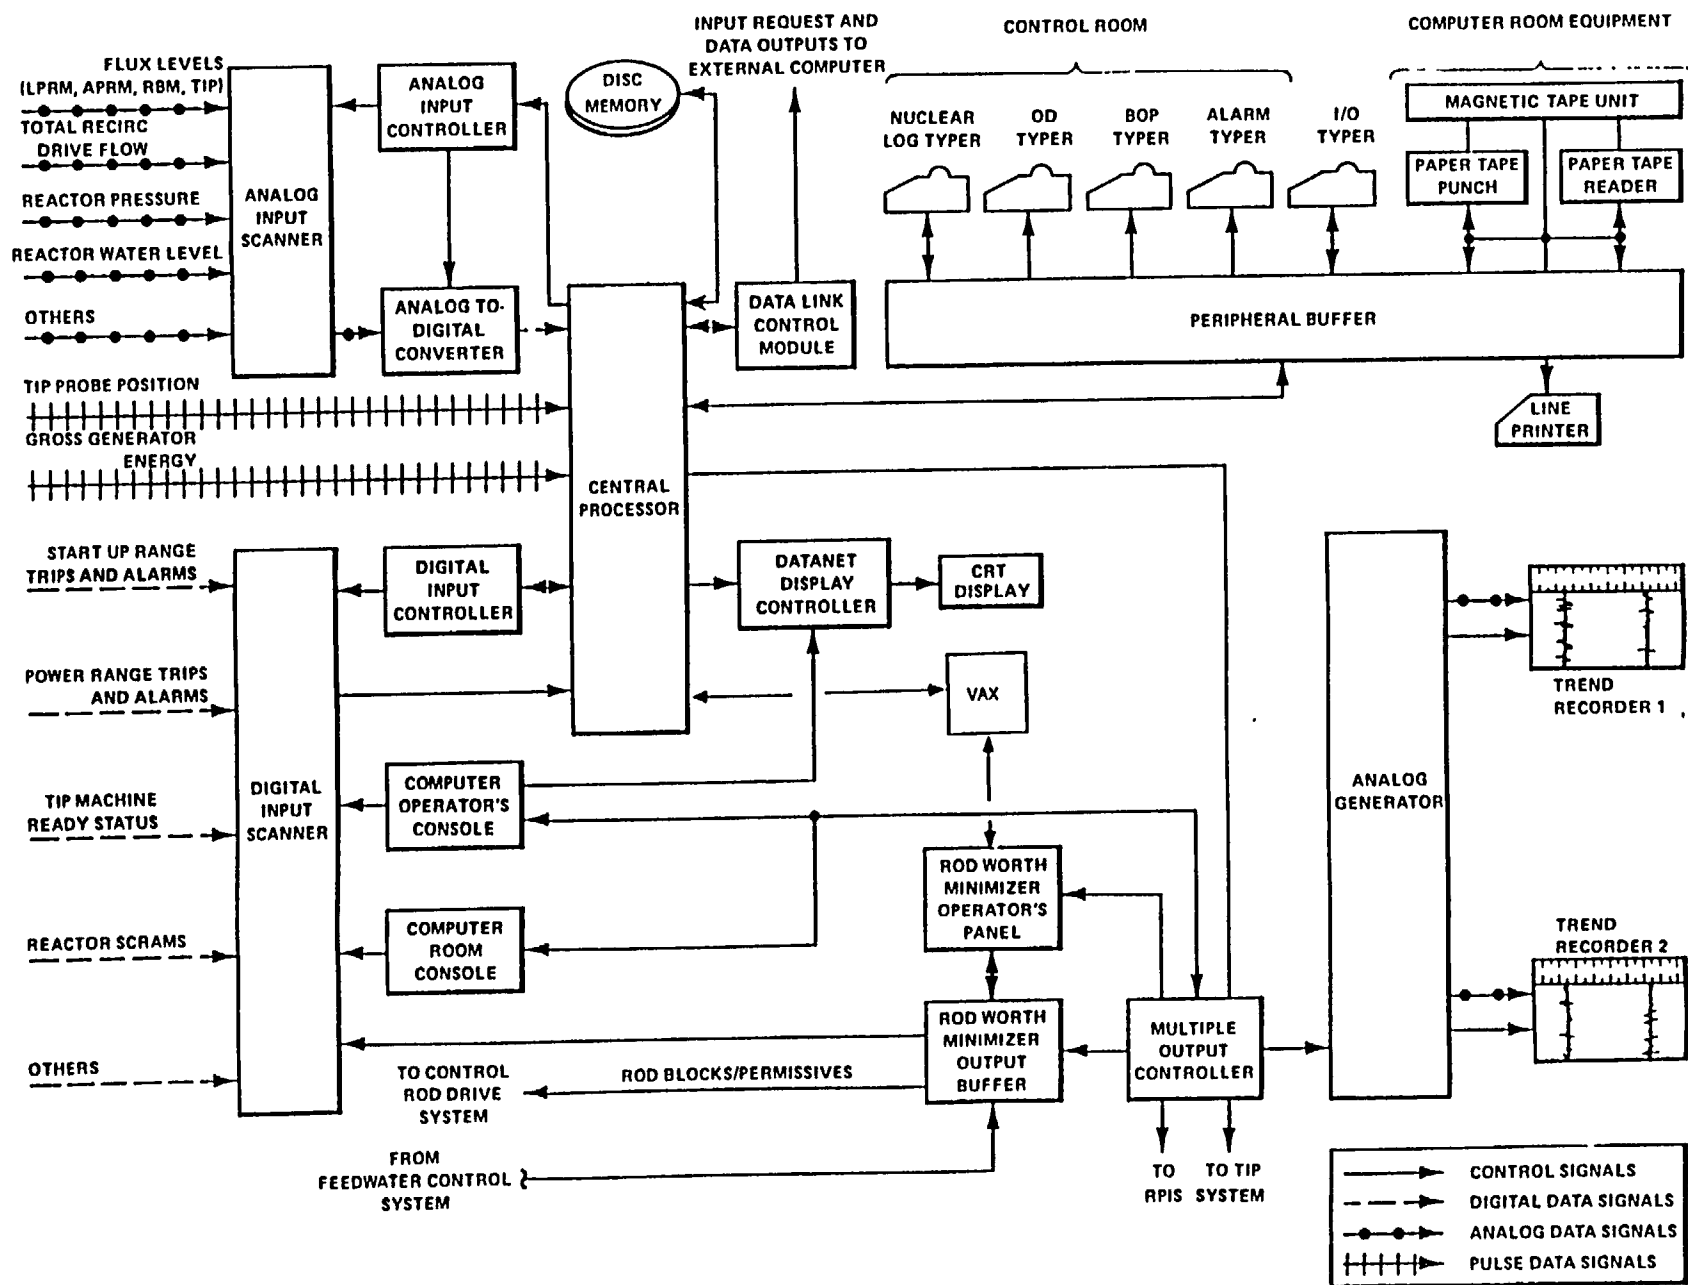 INPUT REQUEST AND
DATA OUTPUTS TO
EXTERNAL COMPUTER
CONTROL ROOM
COMPUTER ROOM EQUIPMENT
FLUX LEVELS
(LPRM, APRM, RBM, TIP)
TOTAL RECIRC
DRIVE FLOW
REACTOR PRESSURE
REACTOR WATER LEVEL
OTHERS
ANALOG
INPUT
SCANNER
ANALOG
INPUT
CONTROLLER
ANALOG TO-
DIGITAL
CONVERTER
DISC
MEMORY
DATA LINK
CONTROL
MODULE
NUCLEAR
LOG TYPER
OD
TYPER
BOP
TYPER
ALARM
TYPER
I/O
TYPER
MAGNETIC TAPE UNIT
PAPER TAPE
PUNCH
PAPER TAPE
READER
PERIPHERAL BUFFER
LINE
PRINTER
TIP PROBE POSITION
GROSS GENERATOR
ENERGY
CENTRAL
PROCESSOR
START UP RANGE
TRIPS AND ALARMS
POWER RANGE TRIPS
AND ALARMS
TIP MACHINE
READY STATUS
REACTOR SCRAMS
OTHERS
DIGITAL
INPUT
SCANNER
DIGITAL
INPUT
CONTROLLER
DATANET
DISPLAY
CONTROLLER
CRT
DISPLAY
VAX
COMPUTER
OPERATOR'S
CONSOLE
COMPUTER
ROOM
CONSOLE
ROD WORTH
MINIMIZER
OPERATOR'S
PANEL
ROD WORTH
MINIMIZER
OUTPUT
BUFFER
MULTIPLE
OUTPUT
CONTROLLER
ANALOG
GENERATOR
TREND
RECORDER 1
TREND
RECORDER 2
TO CONTROL
ROD DRIVE
SYSTEM
ROD BLOCKS/PERMISSIVES
FROM
FEEDWATER CONTROL
SYSTEM
TO
RPIS
TO TIP
SYSTEM
CONTROL SIGNALS
DIGITAL DATA SIGNALS
ANALOG DATA SIGNALS
PULSE DATA SIGNALS